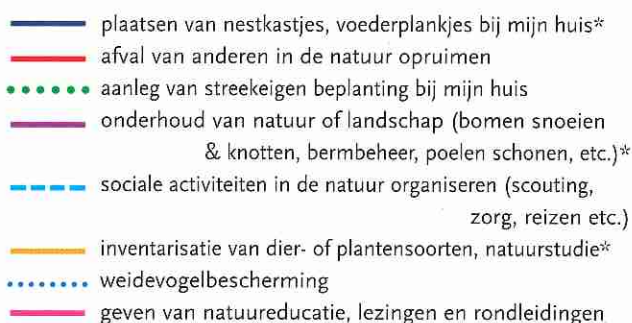 plaatsen van nestkastjes, voederplankjes bij mijn huis*
afval van anderen in de natuur opruimen
aanleg van streekeigen beplanting bij mijn huis
onderhoud van natuur of landschap (bomen snoeien
& knotten, bermbeheer, poelen schonen, etc.)*
sociale activiteiten in de natuur organiseren (scouting,
zorg, reizen etc.)
inventarisatie van dier- of plantensoorten, natuurstudie*
weidevogelbescherming
geven van natuureducatie, lezingen en rondleidingen